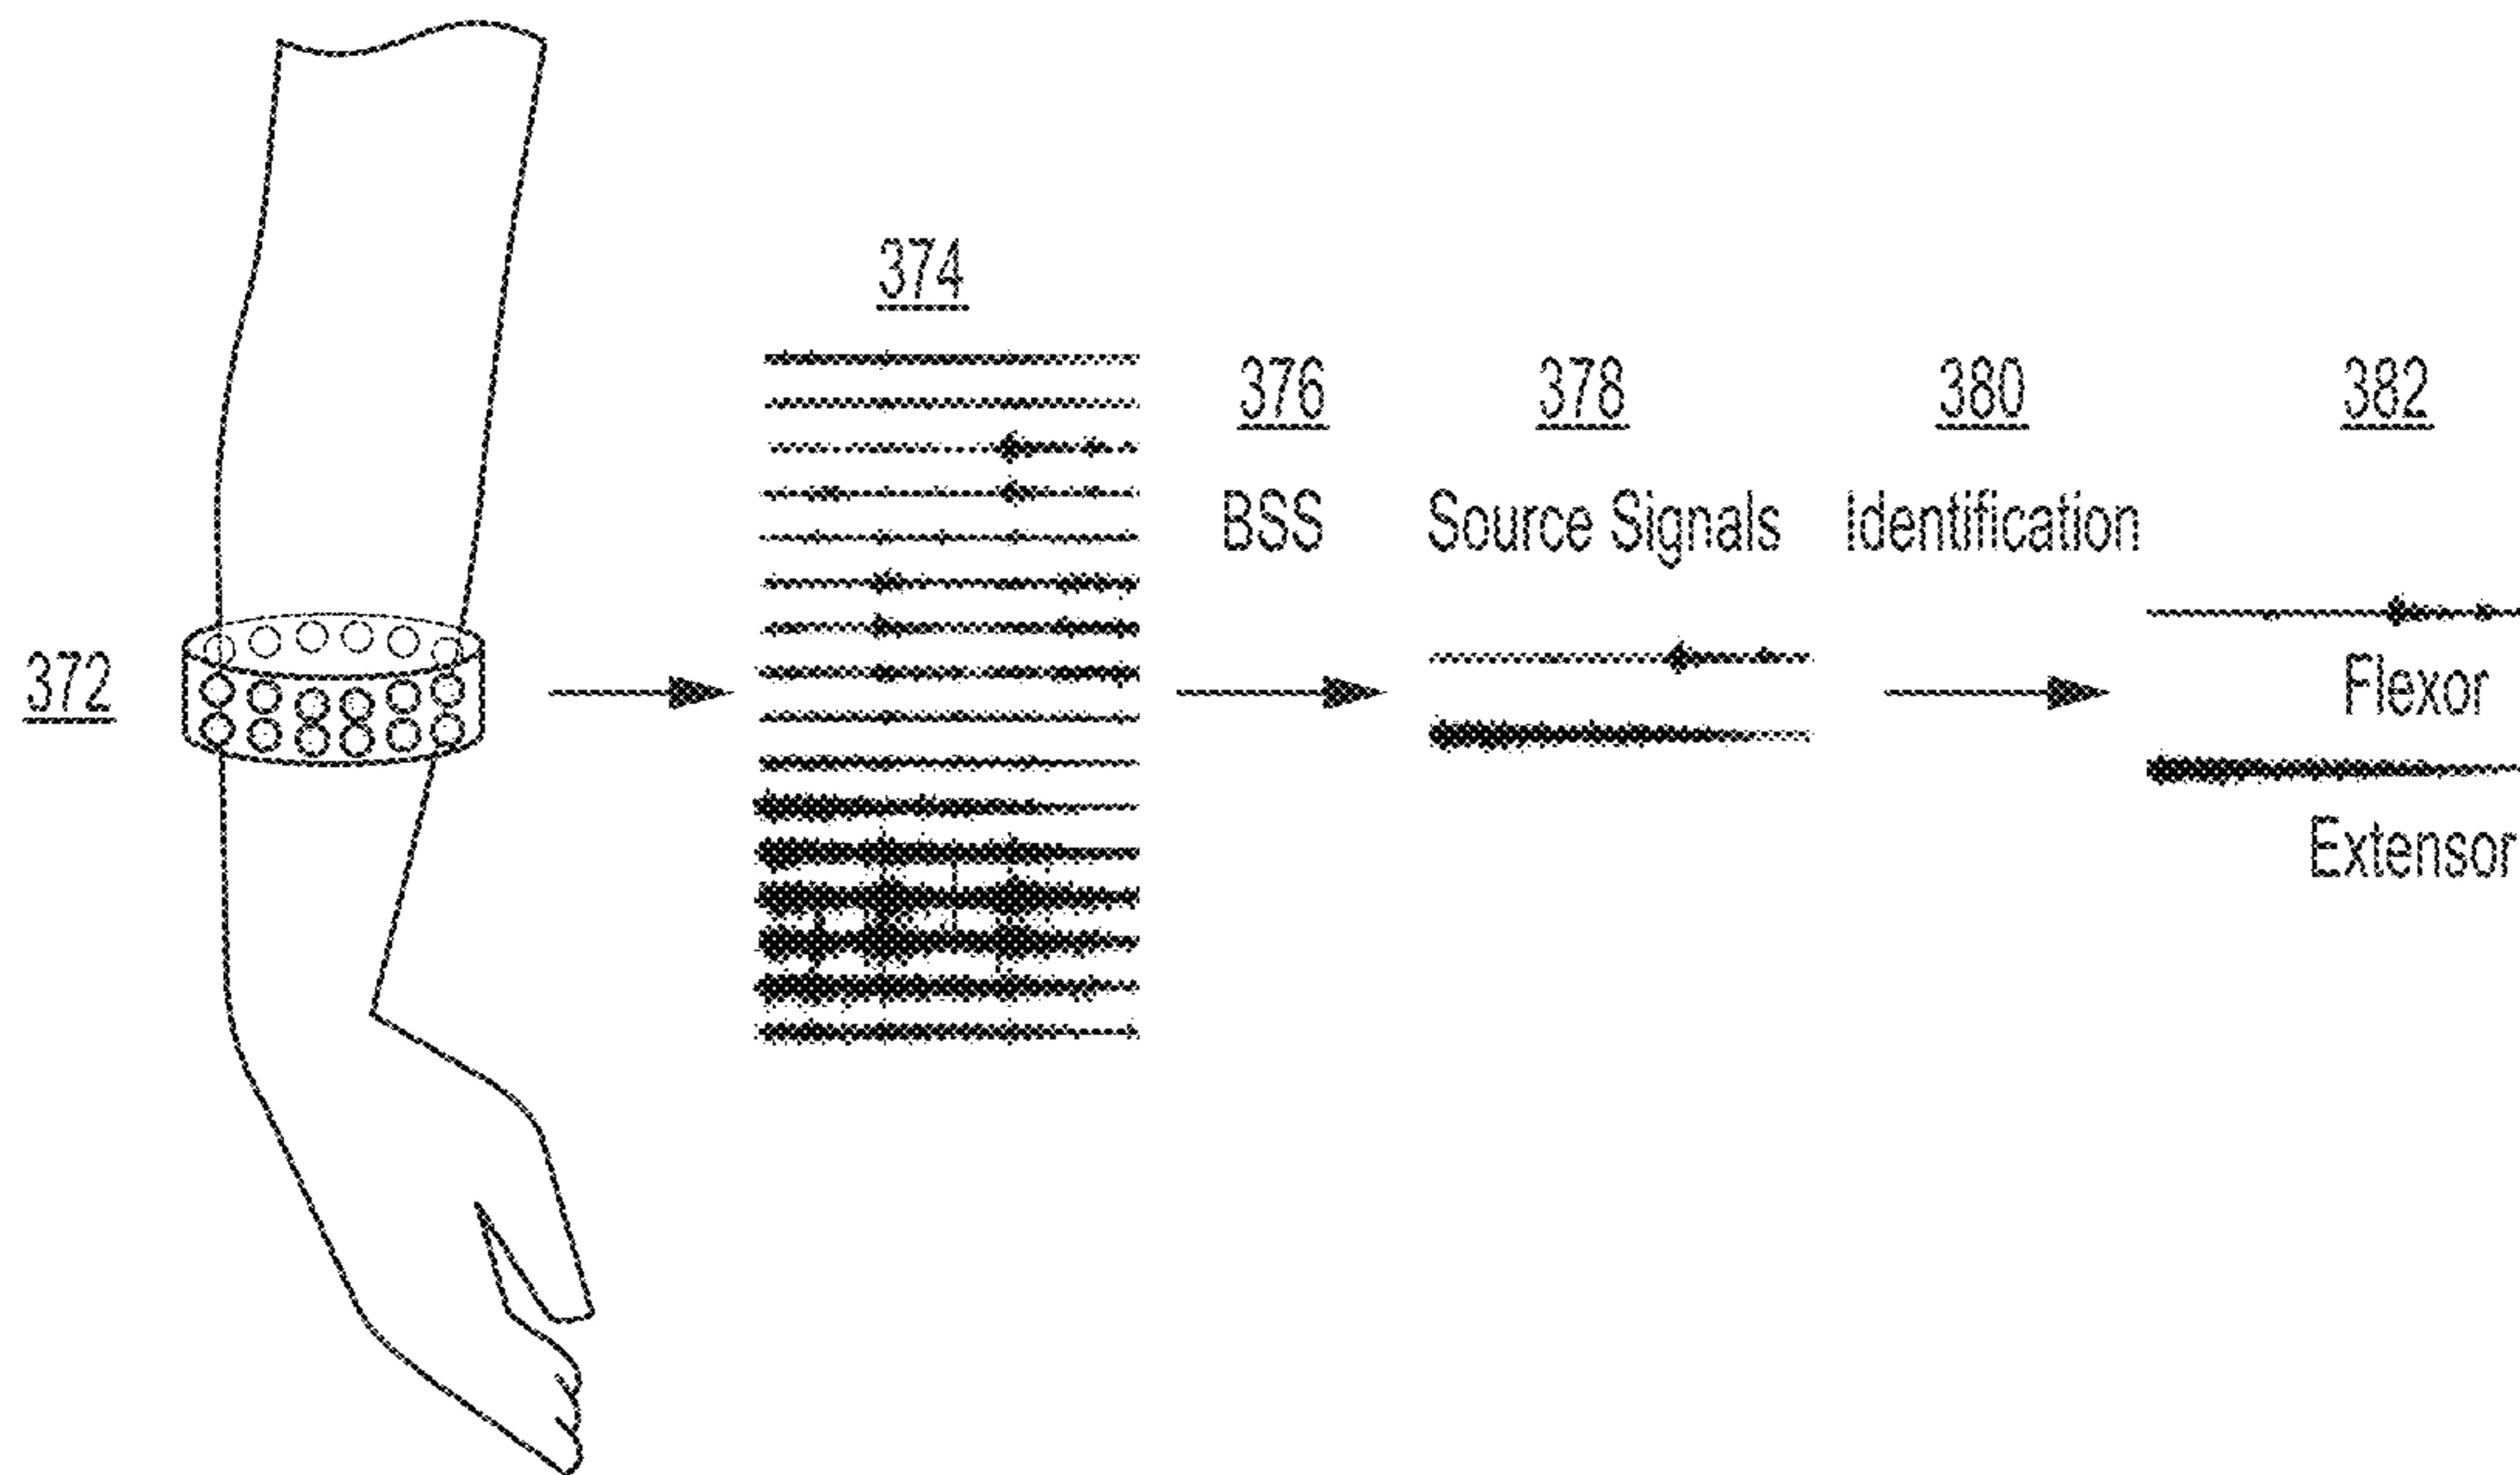 374
376 378 380 382
BSS Source Signals Identification
372
Flexor
Extensor